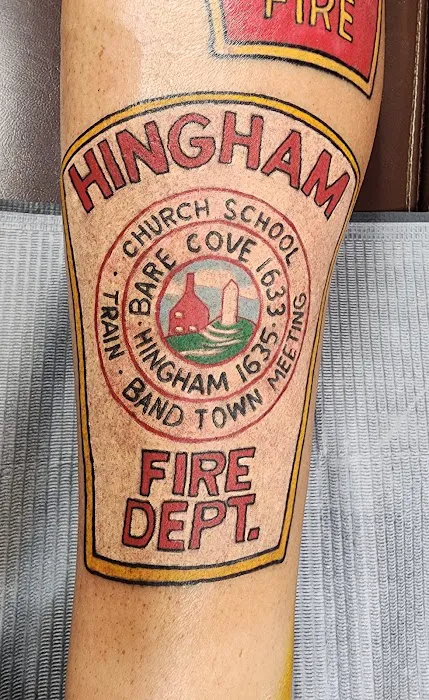 FIRE
HINGHAM
CHURCH SCHOOL
TRAIN · BAND TOWN MEETING
BARE COVE 1633
· HINGHAM 1635 ·
FIRE
DEPT.